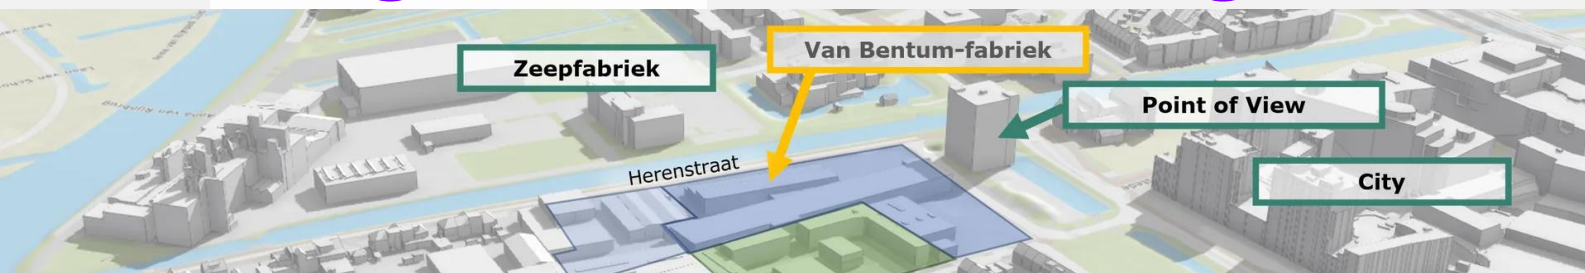 Van Bentum-fabriek
Zeepfabriek
Point of View
Herenstraat
City